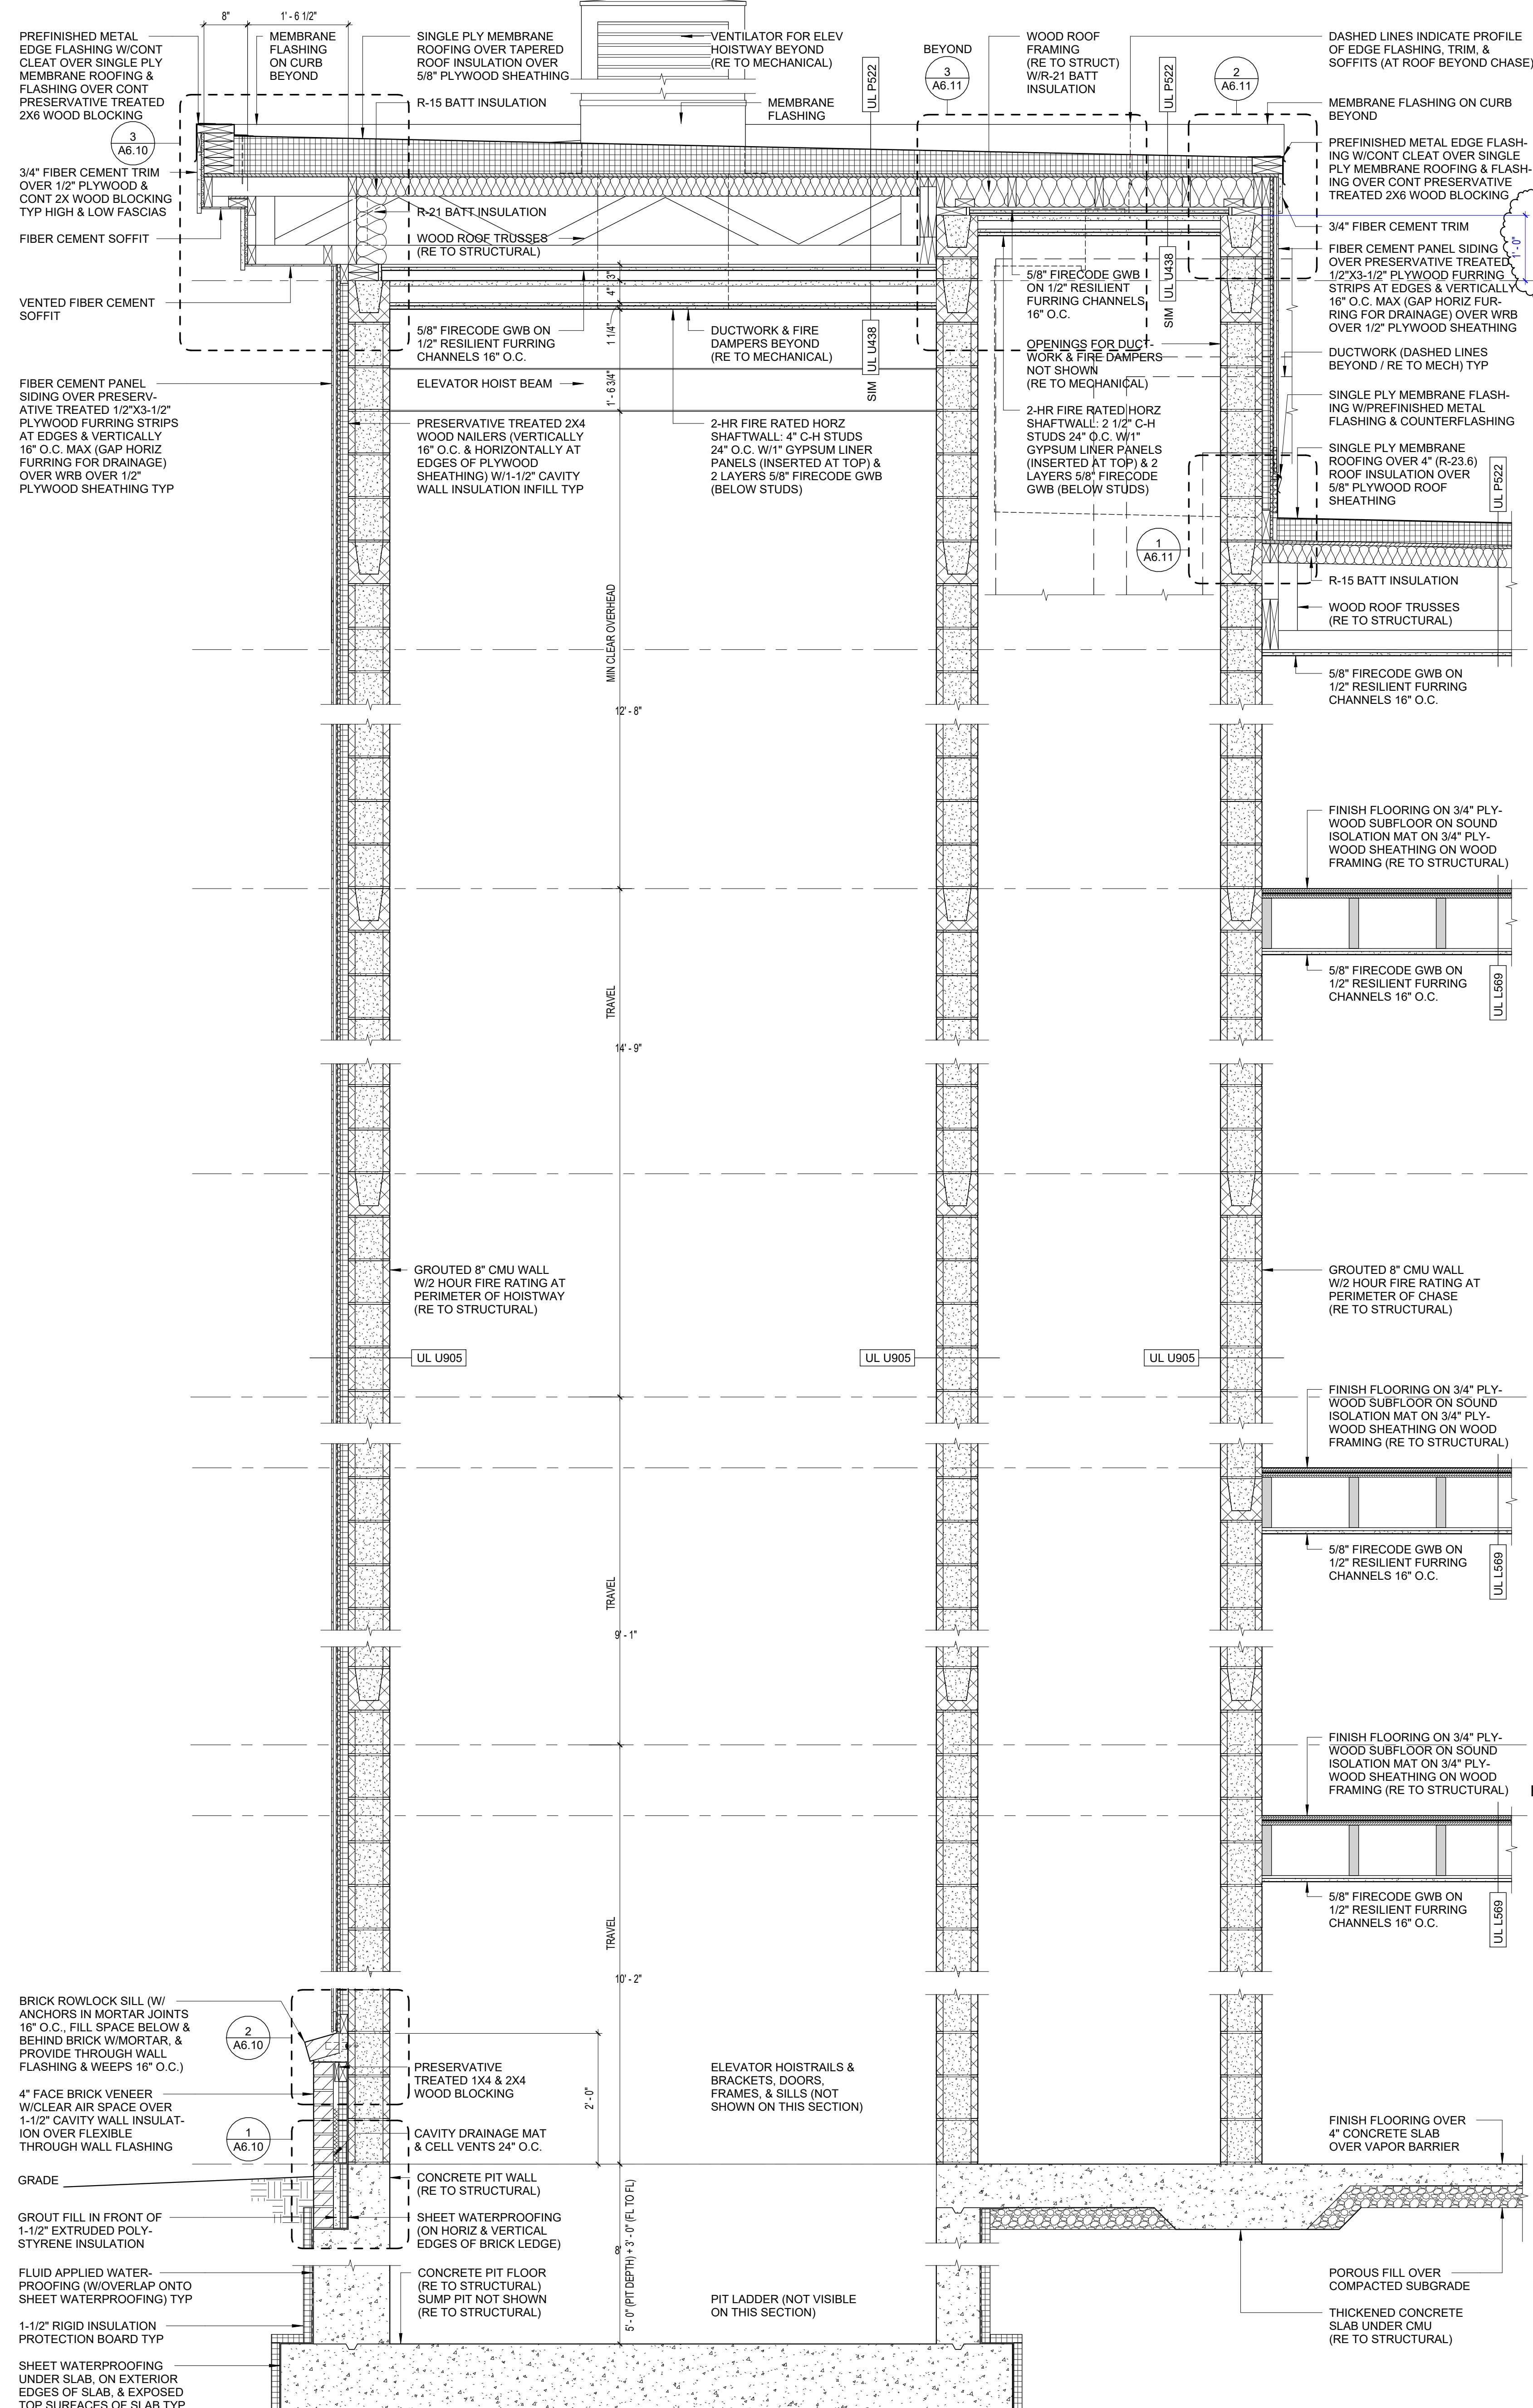 8"
1' - 6 1/2"
PREFINISHED METAL
EDGE FLASHING W/CONT
CLEAT OVER SINGLE PLY
MEMBRANE ROOFING &
FLASHING OVER CONT
PRESERVATIVE TREATED
2X6 WOOD BLOCKING
MEMBRANE
FLASHING
ON CURB
BEYOND
SINGLE PLY MEMBRANE
ROOFING OVER TAPERED
ROOF INSULATION OVER
5/8" PLYWOOD SHEATHING
VENTILATOR FOR ELEV
HOISTWAY BEYOND
(RE TO MECHANICAL)
UL P522
BEYOND
3
A6.11
WOOD ROOF
FRAMING
(RE TO STRUCT)
W/R-21 BATT
INSULATION
UL P522
2
A6.11
DASHED LINES INDICATE PROFILE
OF EDGE FLASHING, TRIM, &
SOFFITS (AT ROOF BEYOND CHASE)
R-15 BATT INSULATION
MEMBRANE
FLASHING
MEMBRANE FLASHING ON CURB
BEYOND
3
A6.10
PREFINISHED METAL EDGE FLASH-
ING W/CONT CLEAT OVER SINGLE
PLY MEMBRANE ROOFING & FLASH-
ING OVER CONT PRESERVATIVE
TREATED 2X6 WOOD BLOCKING
3/4" FIBER CEMENT TRIM
OVER 1/2" PLYWOOD &
CONT 2X WOOD BLOCKING
TYP HIGH & LOW FASCIAS
R-21 BATT INSULATION
3/4" FIBER CEMENT TRIM
FIBER CEMENT SOFFIT
WOOD ROOF TRUSSES
(RE TO STRUCTURAL)
FIBER CEMENT PANEL SIDING
OVER PRESERVATIVE TREATED
1/2"X3-1/2" PLYWOOD FURRING
STRIPS AT EDGES & VERTICALLY
16" O.C. MAX (GAP HORIZ FUR-
RING FOR DRAINAGE) OVER WRB
OVER 1/2" PLYWOOD SHEATHING
1' - 0"
VENTED FIBER CEMENT
SOFFIT
3"
4"
1 1/4"
1' - 6 3/4"
5/8" FIRECODE GWB
ON 1/2" RESILIENT
FURRING CHANNELS
16" O.C.
SIM
UL U438
5/8" FIRECODE GWB ON
1/2" RESILIENT FURRING
CHANNELS 16" O.C.
DUCTWORK & FIRE
DAMPERS BEYOND
(RE TO MECHANICAL)
SIM
UL U438
OPENINGS FOR DUCT-
WORK & FIRE DAMPERS
NOT SHOWN
(RE TO MECHANICAL)
DUCTWORK (DASHED LINES
BEYOND / RE TO MECH) TYP
FIBER CEMENT PANEL
SIDING OVER PRESERV-
ATIVE TREATED 1/2"X3-1/2"
PLYWOOD FURRING STRIPS
AT EDGES & VERTICALLY
16" O.C. MAX (GAP HORIZ
FURRING FOR DRAINAGE)
OVER WRB OVER 1/2"
PLYWOOD SHEATHING TYP
ELEVATOR HOIST BEAM
SINGLE PLY MEMBRANE FLASH-
ING W/PREFINISHED METAL
FLASHING & COUNTERFLASHING
PRESERVATIVE TREATED 2X4
WOOD NAILERS (VERTICALLY
16" O.C. & HORIZONTALLY AT
EDGES OF PLYWOOD
SHEATHING) W/1-1/2" CAVITY
WALL INSULATION INFILL TYP
2-HR FIRE RATED HORZ
SHAFTWALL: 4" C-H STUDS
24" O.C. W/1" GYPSUM LINER
PANELS (INSERTED AT TOP) &
2 LAYERS 5/8" FIRECODE GWB
(BELOW STUDS)
2-HR FIRE RATED HORZ
SHAFTWALL: 2 1/2" C-H
STUDS 24" O.C. W/1"
GYPSUM LINER PANELS
(INSERTED AT TOP) & 2
LAYERS 5/8" FIRECODE
GWB (BELOW STUDS)
SINGLE PLY MEMBRANE
ROOFING OVER 4" (R-23.6)
ROOF INSULATION OVER
5/8" PLYWOOD ROOF
SHEATHING
UL P522
1
A6.11
R-15 BATT INSULATION
WOOD ROOF TRUSSES
(RE TO STRUCTURAL)
MIN CLEAR OVERHEAD
12' - 8"
5/8" FIRECODE GWB ON
1/2" RESILIENT FURRING
CHANNELS 16" O.C.
FINISH FLOORING ON 3/4" PLY-
WOOD SUBFLOOR ON SOUND
ISOLATION MAT ON 3/4" PLY-
WOOD SHEATHING ON WOOD
FRAMING (RE TO STRUCTURAL)
TRAVEL
14' - 9"
5/8" FIRECODE GWB ON
1/2" RESILIENT FURRING
CHANNELS 16" O.C.
UL L569
GROUTED 8" CMU WALL
W/2 HOUR FIRE RATING AT
PERIMETER OF HOISTWAY
(RE TO STRUCTURAL)
GROUTED 8" CMU WALL
W/2 HOUR FIRE RATING AT
PERIMETER OF CHASE
(RE TO STRUCTURAL)
UL U905
UL U905
UL U905
FINISH FLOORING ON 3/4" PLY-
WOOD SUBFLOOR ON SOUND
ISOLATION MAT ON 3/4" PLY-
WOOD SHEATHING ON WOOD
FRAMING (RE TO STRUCTURAL)
5/8" FIRECODE GWB ON
1/2" RESILIENT FURRING
CHANNELS 16" O.C.
UL L569
TRAVEL
9' - 1"
FINISH FLOORING ON 3/4" PLY-
WOOD SUBFLOOR ON SOUND
ISOLATION MAT ON 3/4" PLY-
WOOD SHEATHING ON WOOD
FRAMING (RE TO STRUCTURAL)
5/8" FIRECODE GWB ON
1/2" RESILIENT FURRING
CHANNELS 16" O.C.
UL L569
TRAVEL
10' - 2"
BRICK ROWLOCK SILL (W/
ANCHORS IN MORTAR JOINTS
16" O.C., FILL SPACE BELOW &
BEHIND BRICK W/MORTAR, &
PROVIDE THROUGH WALL
FLASHING & WEEPS 16" O.C.)
2
A6.10
PRESERVATIVE
TREATED 1X4 & 2X4
WOOD BLOCKING
2' - 0"
ELEVATOR HOISTRAILS &
BRACKETS, DOORS,
FRAMES, & SILLS (NOT
SHOWN ON THIS SECTION)
4" FACE BRICK VENEER
W/CLEAR AIR SPACE OVER
1-1/2" CAVITY WALL INSULAT-
ION OVER FLEXIBLE
THROUGH WALL FLASHING
1
A6.10
CAVITY DRAINAGE MAT
& CELL VENTS 24" O.C.
FINISH FLOORING OVER
4" CONCRETE SLAB
OVER VAPOR BARRIER
GRADE
CONCRETE PIT WALL
(RE TO STRUCTURAL)
GROUT FILL IN FRONT OF
1-1/2" EXTRUDED POLY-
STYRENE INSULATION
SHEET WATERPROOFING
(ON HORIZ & VERTICAL
EDGES OF BRICK LEDGE)
8'
5' - 0" (PIT DEPTH) + 3' - 0" (FL TO FL)
FLUID APPLIED WATER-
PROOFING (W/OVERLAP ONTO
SHEET WATERPROOFING) TYP
CONCRETE PIT FLOOR
(RE TO STRUCTURAL)
SUMP PIT NOT SHOWN
(RE TO STRUCTURAL)
PIT LADDER (NOT VISIBLE
ON THIS SECTION)
POROUS FILL OVER
COMPACTED SUBGRADE
1-1/2" RIGID INSULATION
PROTECTION BOARD TYP
THICKENED CONCRETE
SLAB UNDER CMU
(RE TO STRUCTURAL)
SHEET WATERPROOFING
UNDER SLAB, ON EXTERIOR
EDGES OF SLAB, & EXPOSED
TOP SURFACES OF SLAB TYP